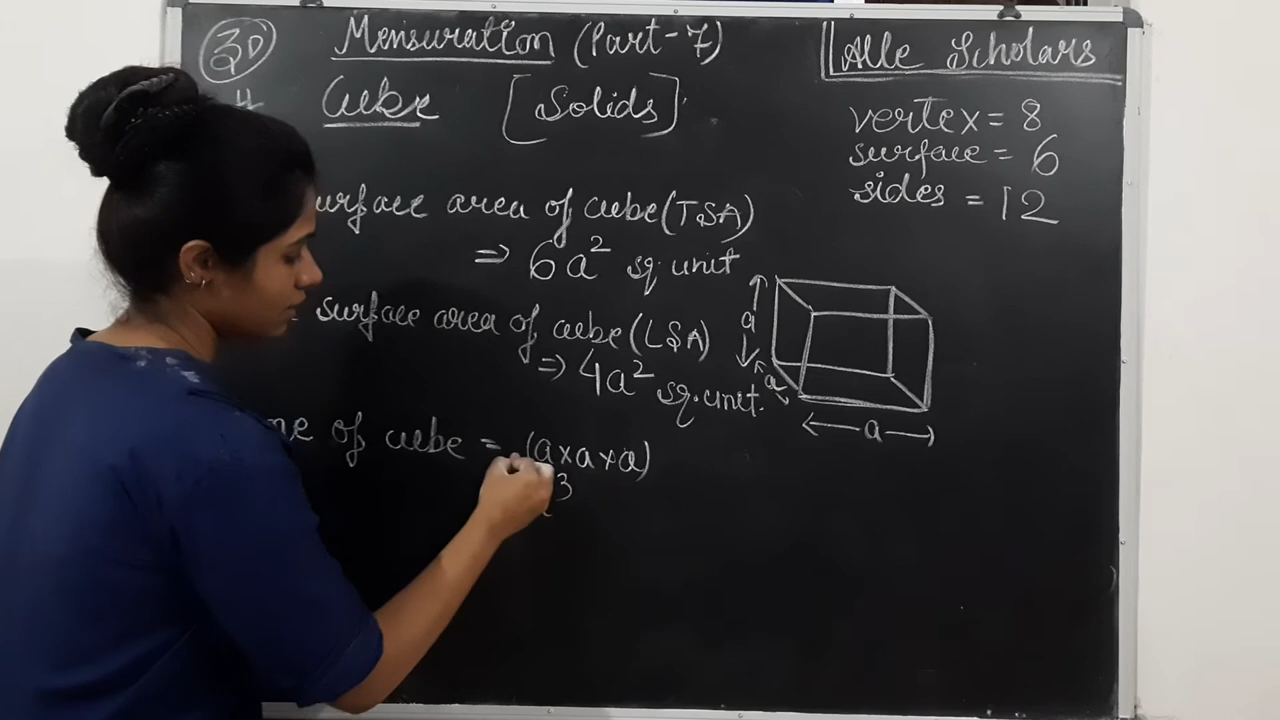 3D
Mensuration (Part-7)
Alle Scholars
Cube [Solids]
vertex = 8
surface = 6
sides = 12
urface area of cube (TSA)
⇒ 6a² sq. unit
surface area of cube (LSA)
⇒ 4a² sq. unit.
me of cube = (a×a×a)
3
a
a
a